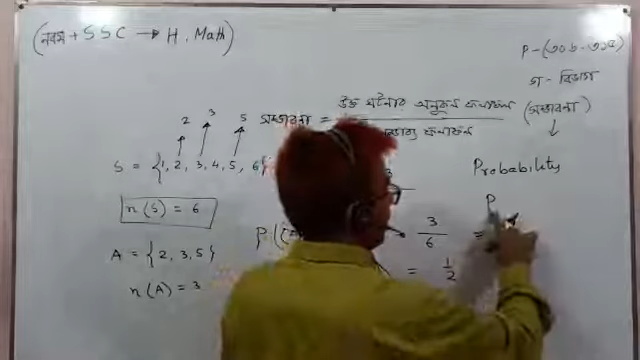 (নবম + SSC → H. Math)
P - (৩০৬ - ৩১৫)
গ - বিভাগ
(সম্ভাবনা)
↓
Probability
P
সম্ভাবনা = উক্ত ঘটনার অনুকূল ফলাফল
ফলাফল
2 3 5
S = {1, 2, 3, 4, 5, 6}
n(S) = 6
A = {2, 3, 5}
n(A) = 3
P(
3/6
= 1/2